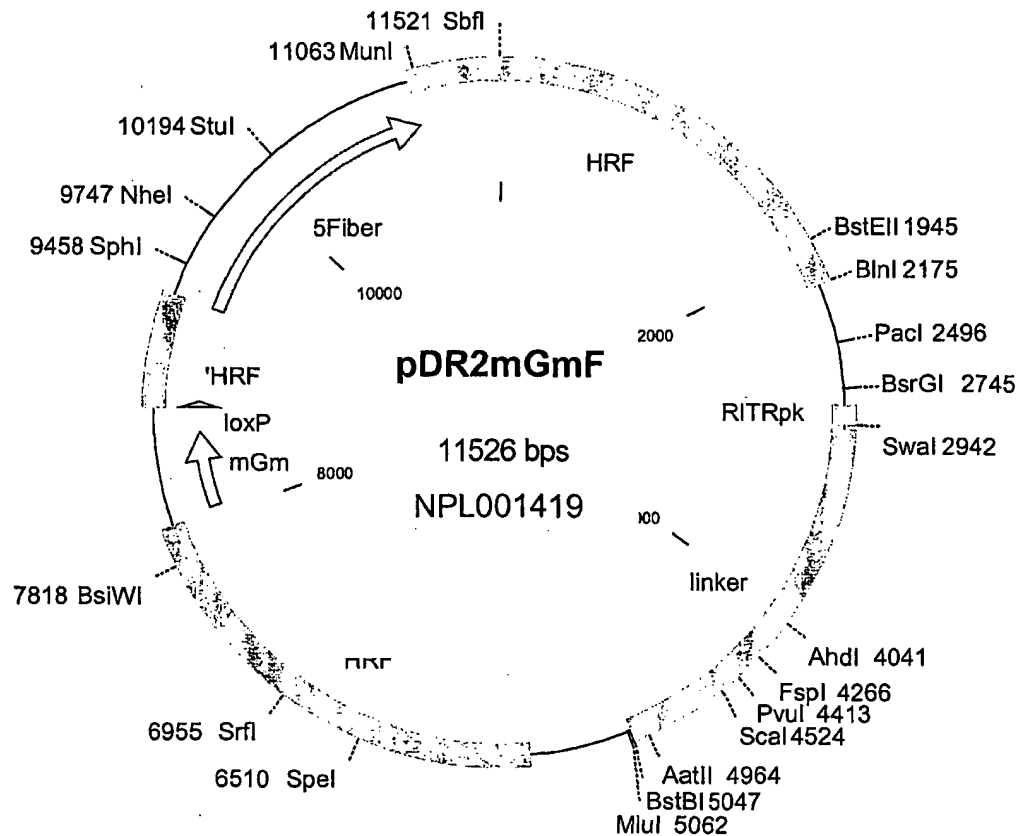 11521 SbfI
11063 MunI
10194 StuI
9747 NheI
9458 SphI
HRF
5Fiber
10000
BstEII 1945
BlnI 2175
2000
PacI 2496
pDR2mGmF
BsrGI 2745
'HRF
RITRpk
loxP
SwaI 2942
mGm
11526 bps
8000
NPL001419
linker
7818 BsiWI
AhdI 4041
FspI 4266
PvuI 4413
ScaI 4524
6955 SrfI
6510 SpeI
AatII 4964
BstBI 5047
MluI 5062